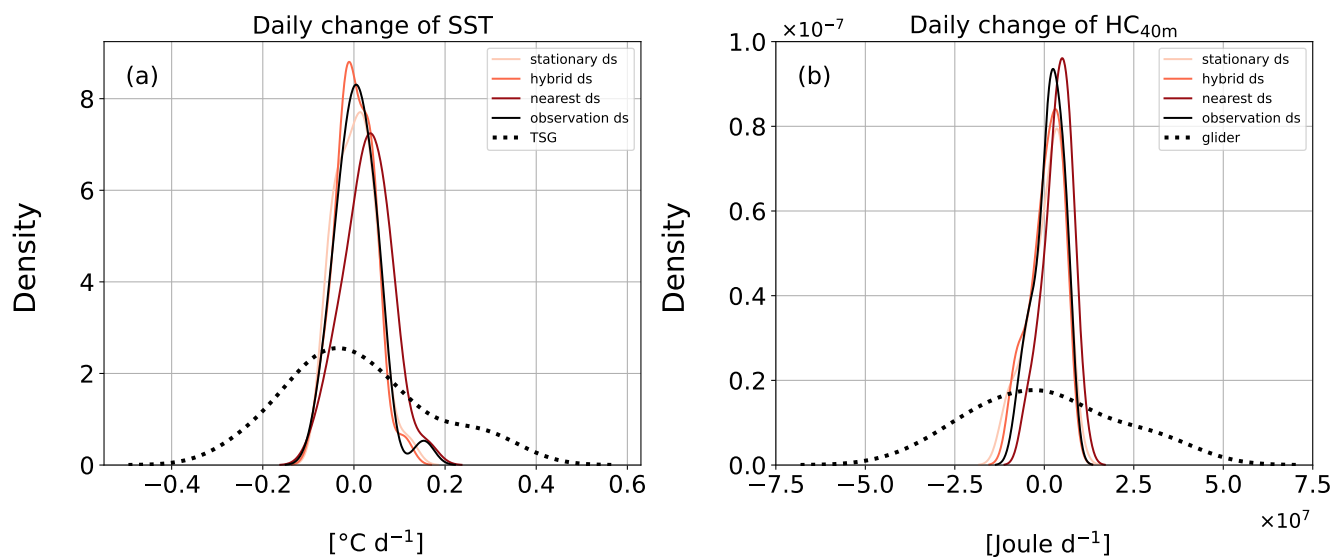 Daily change of SST
(a)
stationary ds
hybrid ds
nearest ds
observation ds
TSG
Density
8
6
4
2
0
−0.4 −0.2 0.0 0.2 0.4 0.6
[°C d⁻¹]
×10⁻⁷ Daily change of HC₄₀ₘ
(b)
stationary ds
hybrid ds
nearest ds
observation ds
glider
Density
1.0
0.8
0.6
0.4
0.2
0.0
−7.5 −5.0 −2.5 0.0 2.5 5.0 7.5
×10⁷
[Joule d⁻¹]